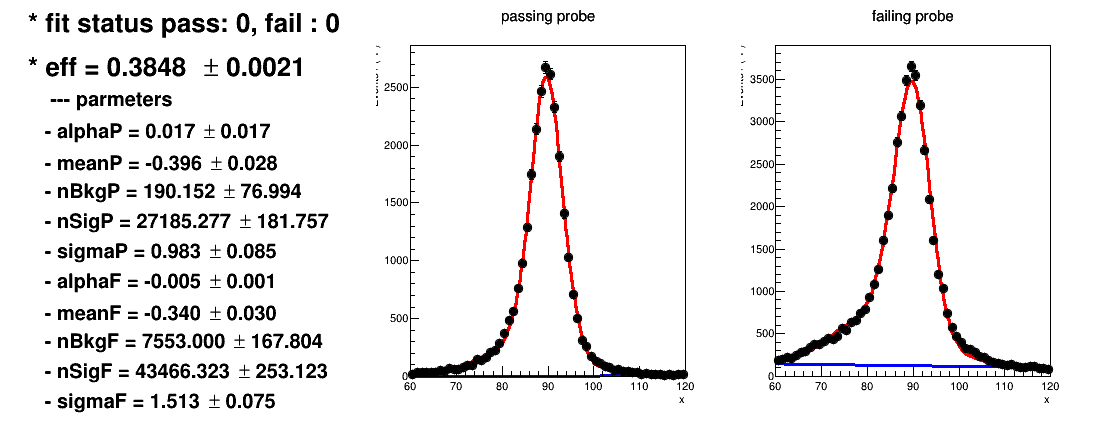 * fit status pass: 0, fail : 0
* eff = 0.3848 ± 0.0021
--- parmeters
- alphaP = 0.017 ± 0.017
- meanP = -0.396 ± 0.028
- nBkgP = 190.152 ± 76.994
- nSigP = 27185.277 ± 181.757
- sigmaP = 0.983 ± 0.085
- alphaF = -0.005 ± 0.001
- meanF = -0.340 ± 0.030
- nBkgF = 7553.000 ± 167.804
- nSigF = 43466.323 ± 253.123
- sigmaF = 1.513 ± 0.075
passing probe
2500
2000
1500
1000
500
0
60 70 80 90 100 110 120
x
failing probe
3500
3000
2500
2000
1500
1000
500
0
60 70 80 90 100 110 120
x